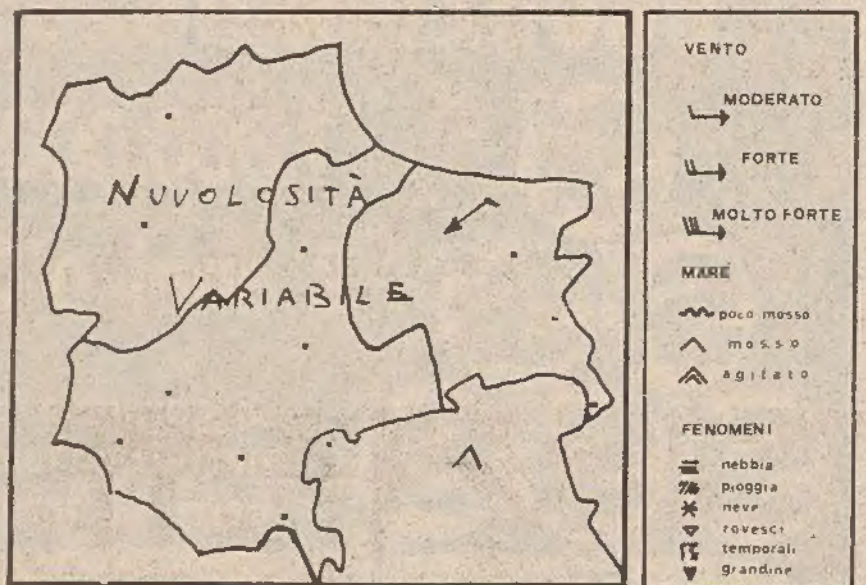 NUVOLOSITÀ
VARIABILE
VENTO
MODERATO
FORTE
MOLTO FORTE
MARE
poco mosso
mosso
agitato
FENOMENI
nebbia
pioggia
neve
rovesci
temporali
grandine